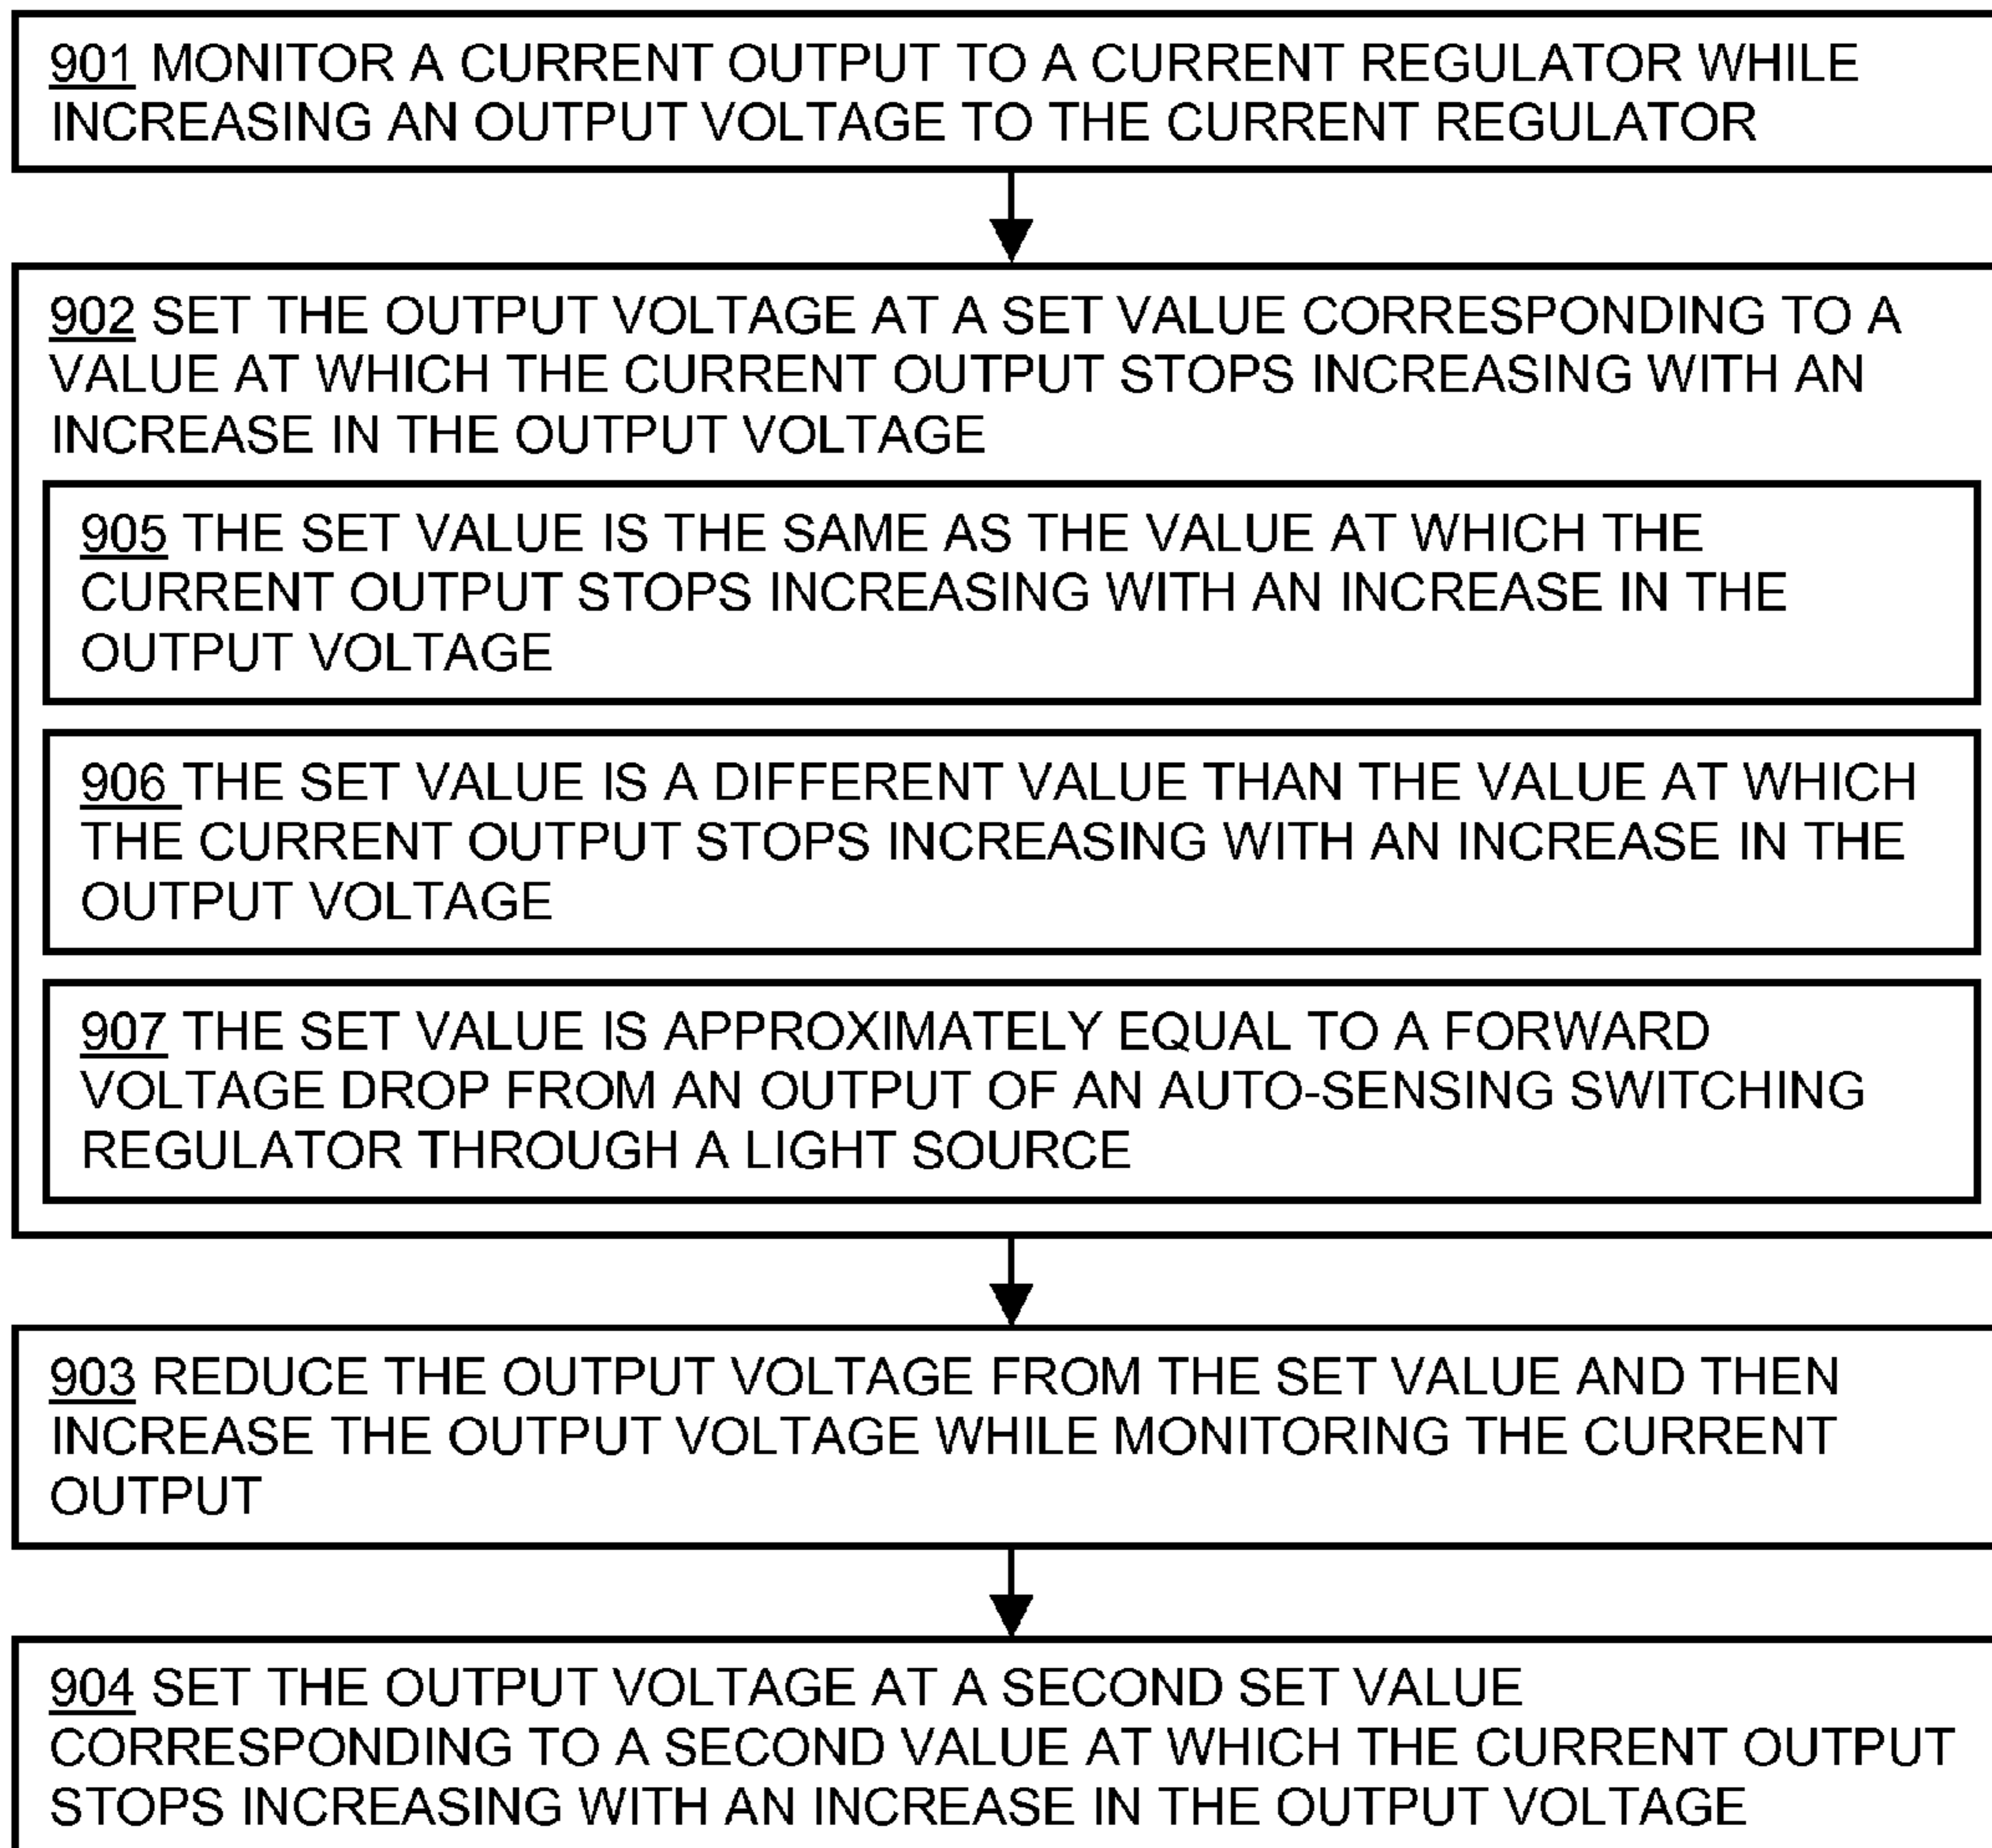 901 MONITOR A CURRENT OUTPUT TO A CURRENT REGULATOR WHILE
INCREASING AN OUTPUT VOLTAGE TO THE CURRENT REGULATOR
902 SET THE OUTPUT VOLTAGE AT A SET VALUE CORRESPONDING TO A
VALUE AT WHICH THE CURRENT OUTPUT STOPS INCREASING WITH AN
INCREASE IN THE OUTPUT VOLTAGE
905 THE SET VALUE IS THE SAME AS THE VALUE AT WHICH THE
CURRENT OUTPUT STOPS INCREASING WITH AN INCREASE IN THE
OUTPUT VOLTAGE
906 THE SET VALUE IS A DIFFERENT VALUE THAN THE VALUE AT WHICH
THE CURRENT OUTPUT STOPS INCREASING WITH AN INCREASE IN THE
OUTPUT VOLTAGE
907 THE SET VALUE IS APPROXIMATELY EQUAL TO A FORWARD
VOLTAGE DROP FROM AN OUTPUT OF AN AUTO-SENSING SWITCHING
REGULATOR THROUGH A LIGHT SOURCE
903 REDUCE THE OUTPUT VOLTAGE FROM THE SET VALUE AND THEN
INCREASE THE OUTPUT VOLTAGE WHILE MONITORING THE CURRENT
OUTPUT
904 SET THE OUTPUT VOLTAGE AT A SECOND SET VALUE
CORRESPONDING TO A SECOND VALUE AT WHICH THE CURRENT OUTPUT
STOPS INCREASING WITH AN INCREASE IN THE OUTPUT VOLTAGE